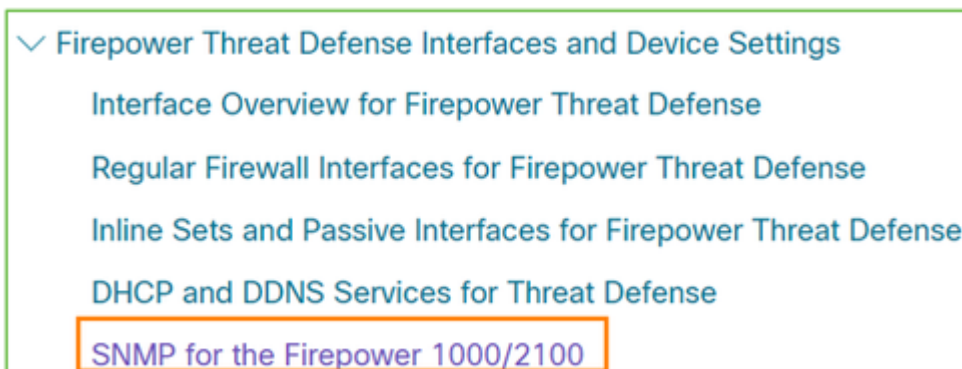 Firepower Threat Defense Interfaces and Device Settings
Interface Overview for Firepower Threat Defense
Regular Firewall Interfaces for Firepower Threat Defense
Inline Sets and Passive Interfaces for Firepower Threat Defense
DHCP and DDNS Services for Threat Defense
SNMP for the Firepower 1000/2100